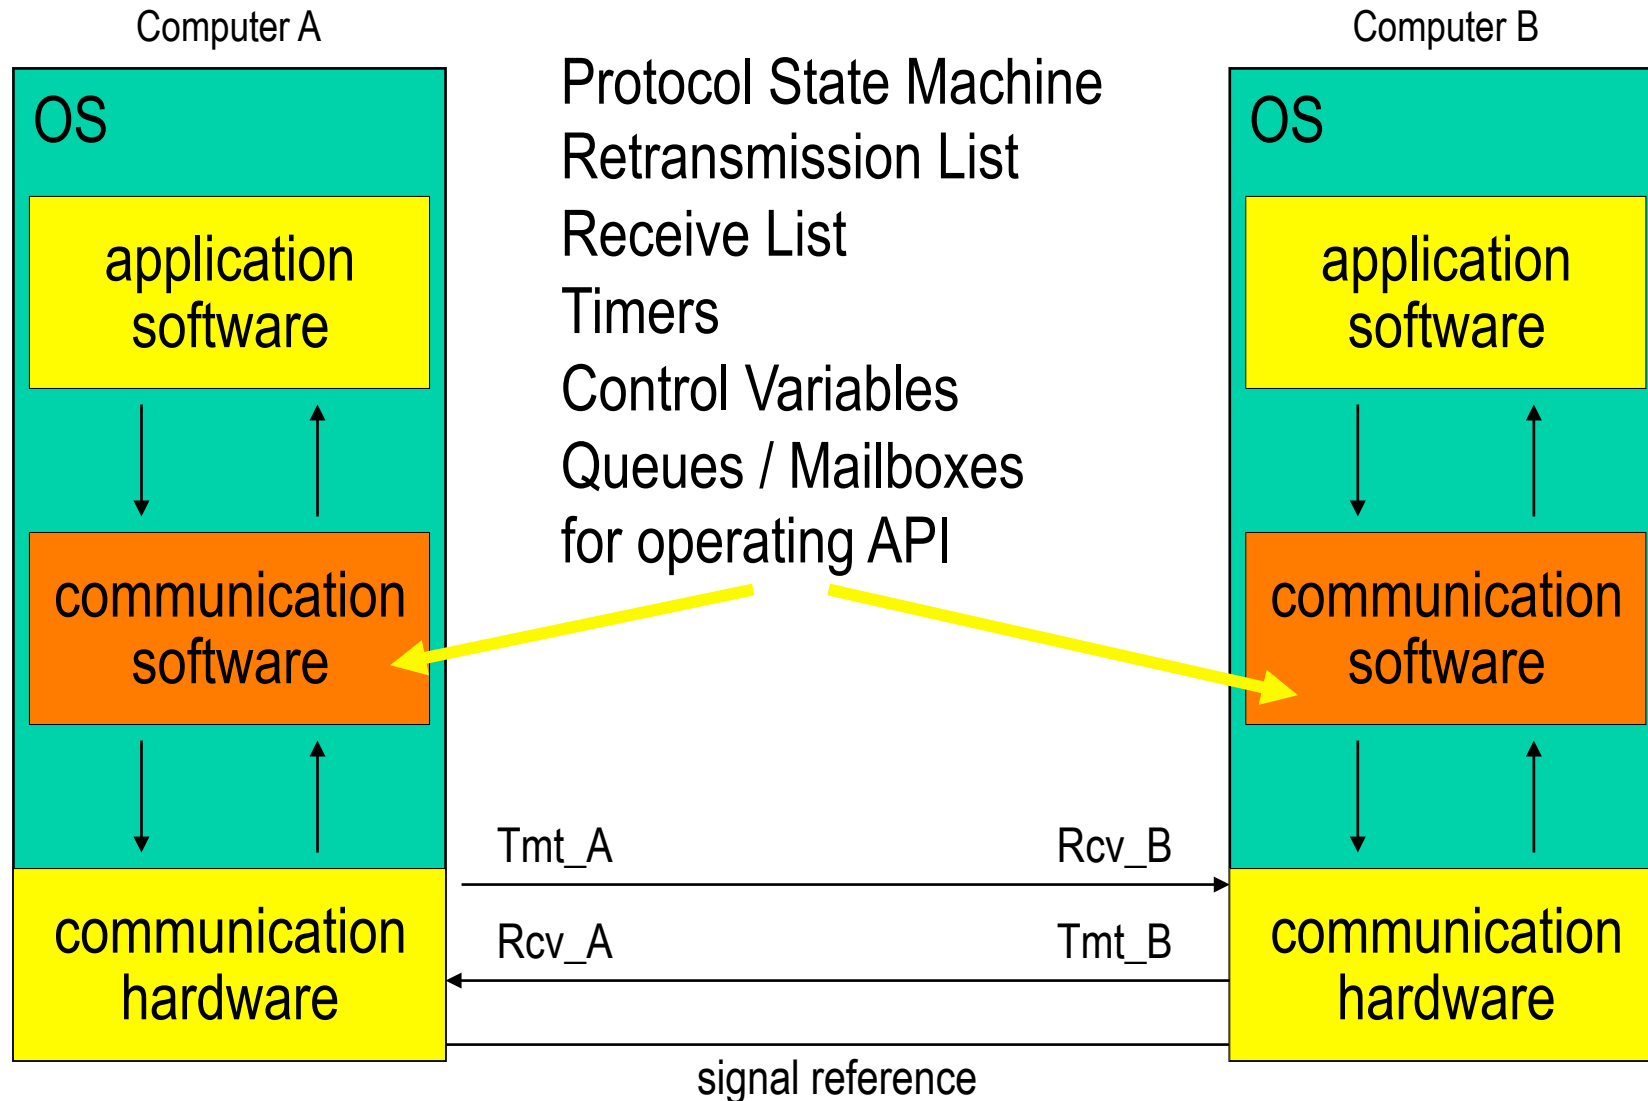 Computer A
Computer B
OS
application
software
communication
software
communication
hardware
Protocol State Machine
Retransmission List
Receive List
Timers
Control Variables
Queues / Mailboxes
for operating API
Tmt_A
Rcv_B
Rcv_A
Tmt_B
signal reference
OS
application
software
communication
software
communication
hardware